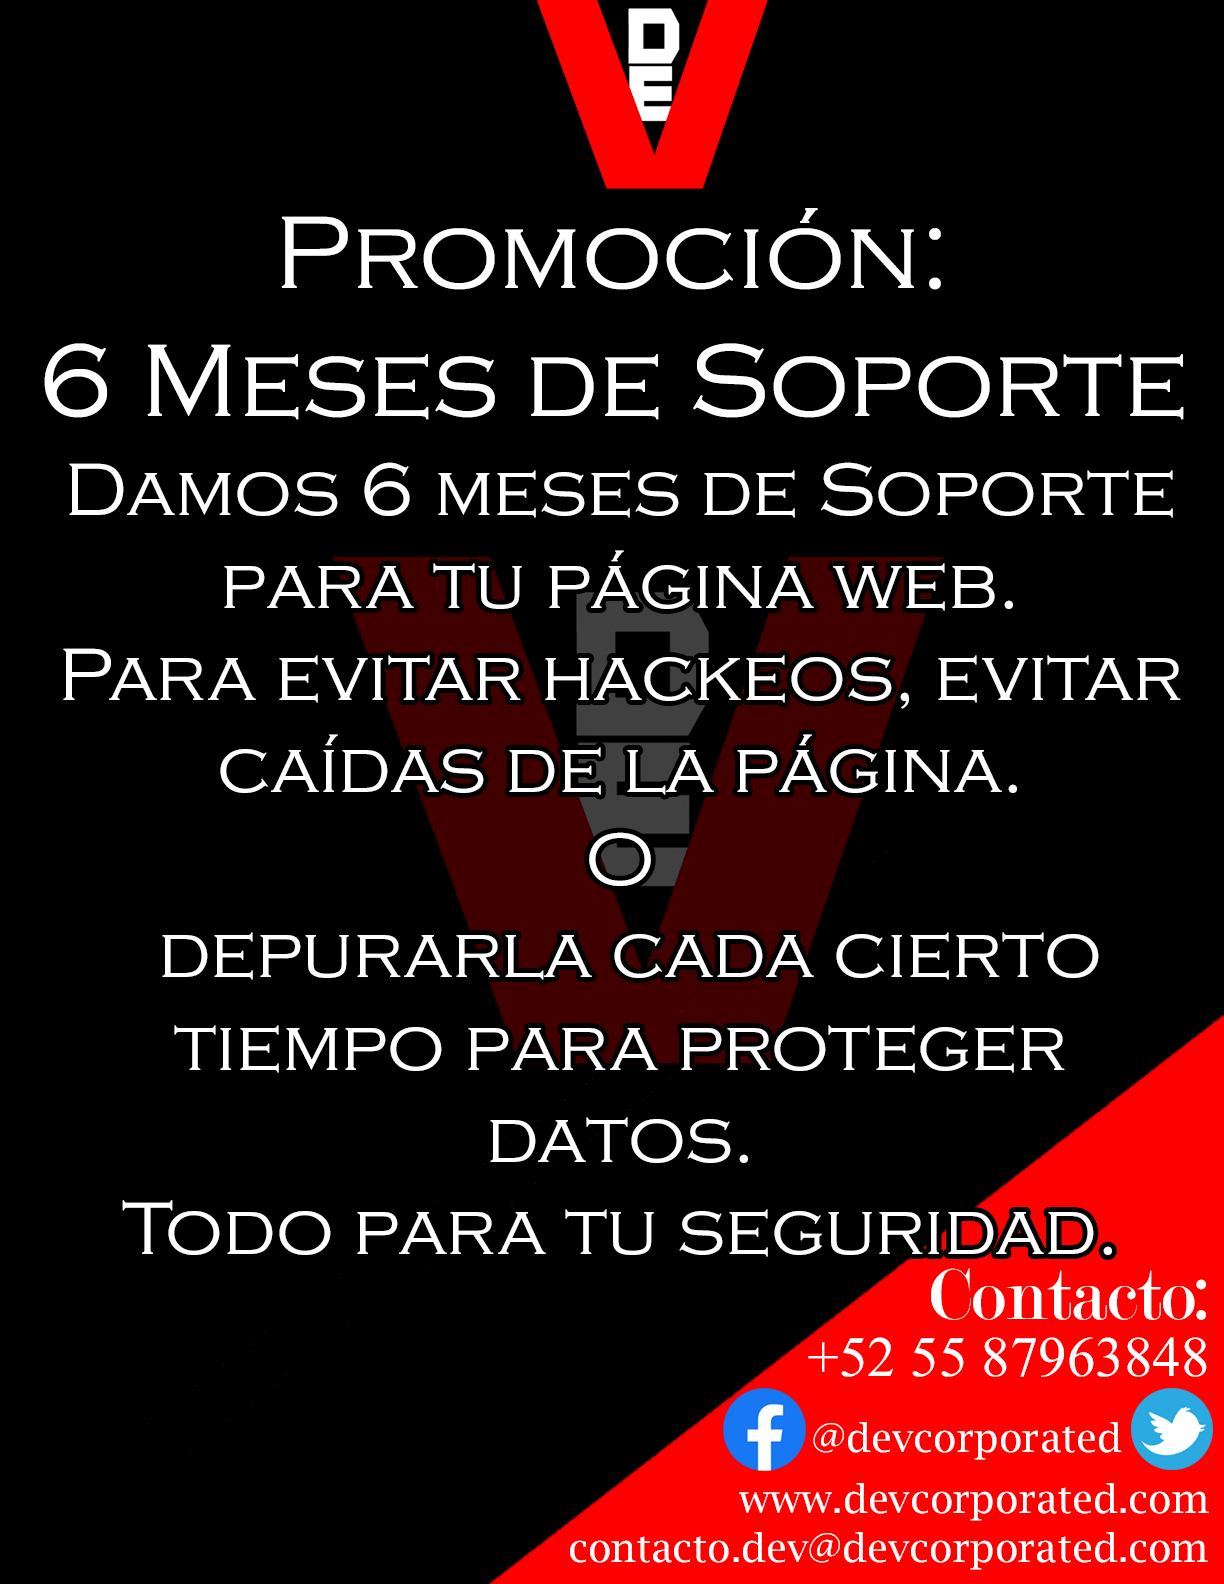 DE
V
Promoción:
6 Meses de Soporte
Damos 6 meses de Soporte
para tu página web.
Para evitar hackeos, evitar
caídas de la página.
o
depurarla cada cierto
tiempo para proteger
datos.
Todo para tu seguridad.
Contacto:
+52 55 87963848
@devcorporated
www.devcorporated.com
contacto.dev@devcorporated.com